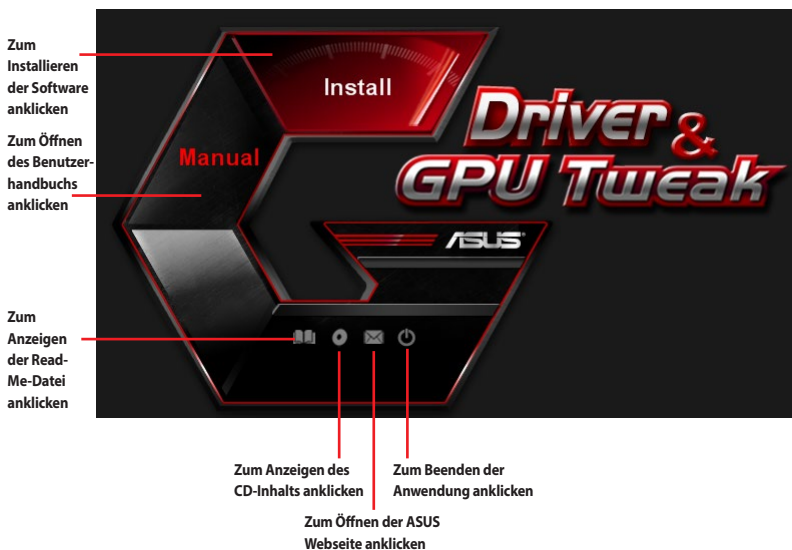 Zum
Installieren
der Software
anklicken
Zum Öffnen
des Benutzer-
handbuchs
anklicken
Zum
Anzeigen
der Read-
Me-Datei
anklicken
Install
Manual
Driver &
GPU Tweak
ASUS
Zum Anzeigen des
CD-Inhalts anklicken
Zum Beenden der
Anwendung anklicken
Zum Öffnen der ASUS
Webseite anklicken